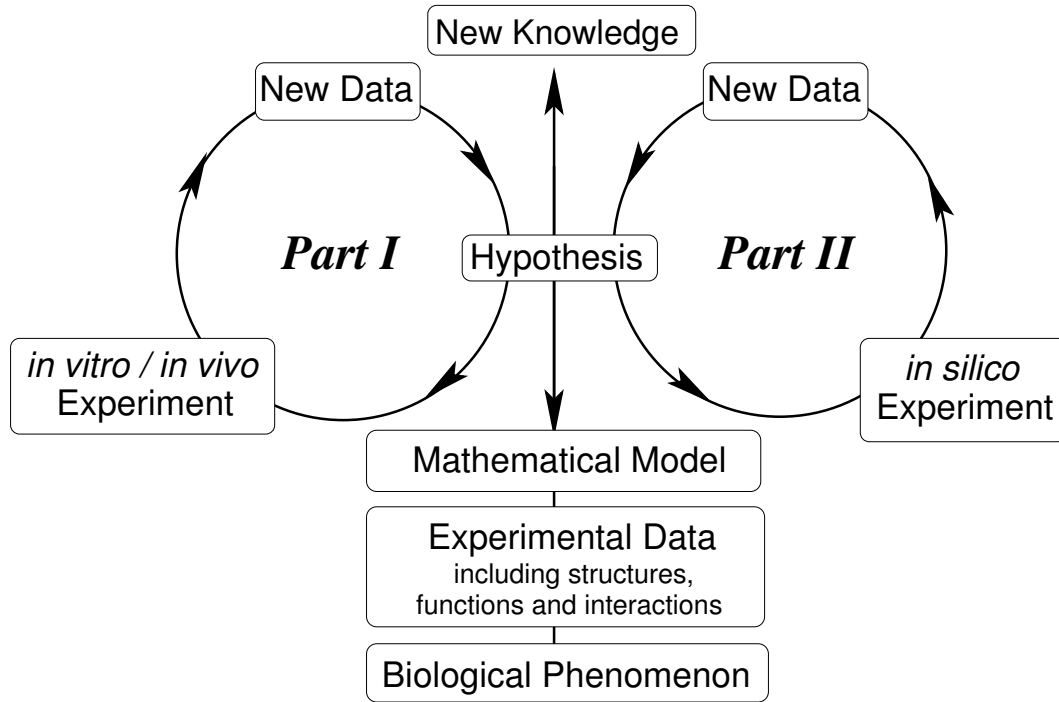 New Knowledge
New Data
New Data
Part I
Hypothesis
Part II
in vitro / in vivo
Experiment
in silico
Experiment
Mathematical Model
Experimental Data
including structures,
functions and interactions
Biological Phenomenon